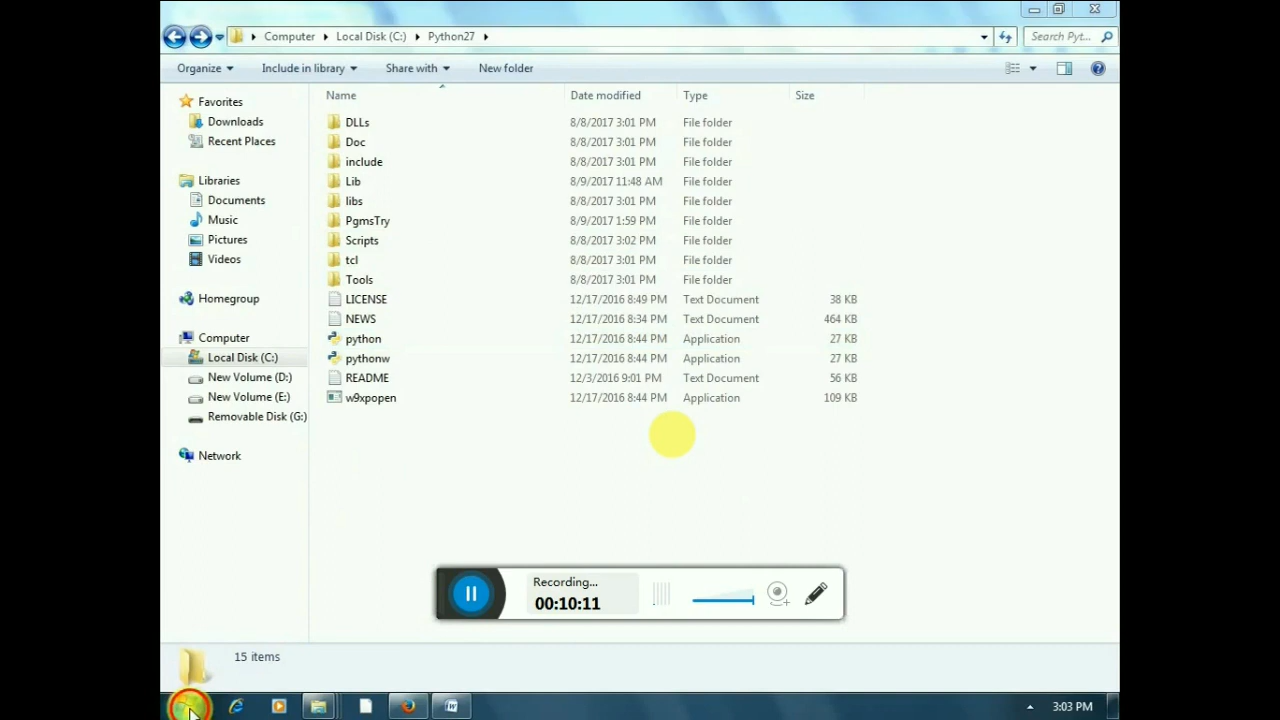 Computer Local Disk (C:) Python27 Search Pyt...
Organize Include in library Share with New folder
Name Date modified Type Size
Favorites
Downloads
Recent Places
Libraries
Documents
Music
Pictures
Videos
Homegroup
Computer
Local Disk (C:)
New Volume (D:)
New Volume (E:)
Removable Disk (G:)
Network
DLLs 8/8/2017 3:01 PM File folder
Doc 8/8/2017 3:01 PM File folder
include 8/8/2017 3:01 PM File folder
Lib 8/9/2017 11:48 AM File folder
libs 8/8/2017 3:01 PM File folder
PgmsTry 8/9/2017 1:59 PM File folder
Scripts 8/8/2017 3:02 PM File folder
tcl 8/8/2017 3:01 PM File folder
Tools 8/8/2017 3:01 PM File folder
LICENSE 12/17/2016 8:49 PM Text Document 38 KB
NEWS 12/17/2016 8:34 PM Text Document 464 KB
python 12/17/2016 8:44 PM Application 27 KB
pythonw 12/17/2016 8:44 PM Application 27 KB
README 12/3/2016 9:01 PM Text Document 56 KB
w9xpopen 12/17/2016 8:44 PM Application 109 KB
Recording...
00:10:11
15 items
3:03 PM